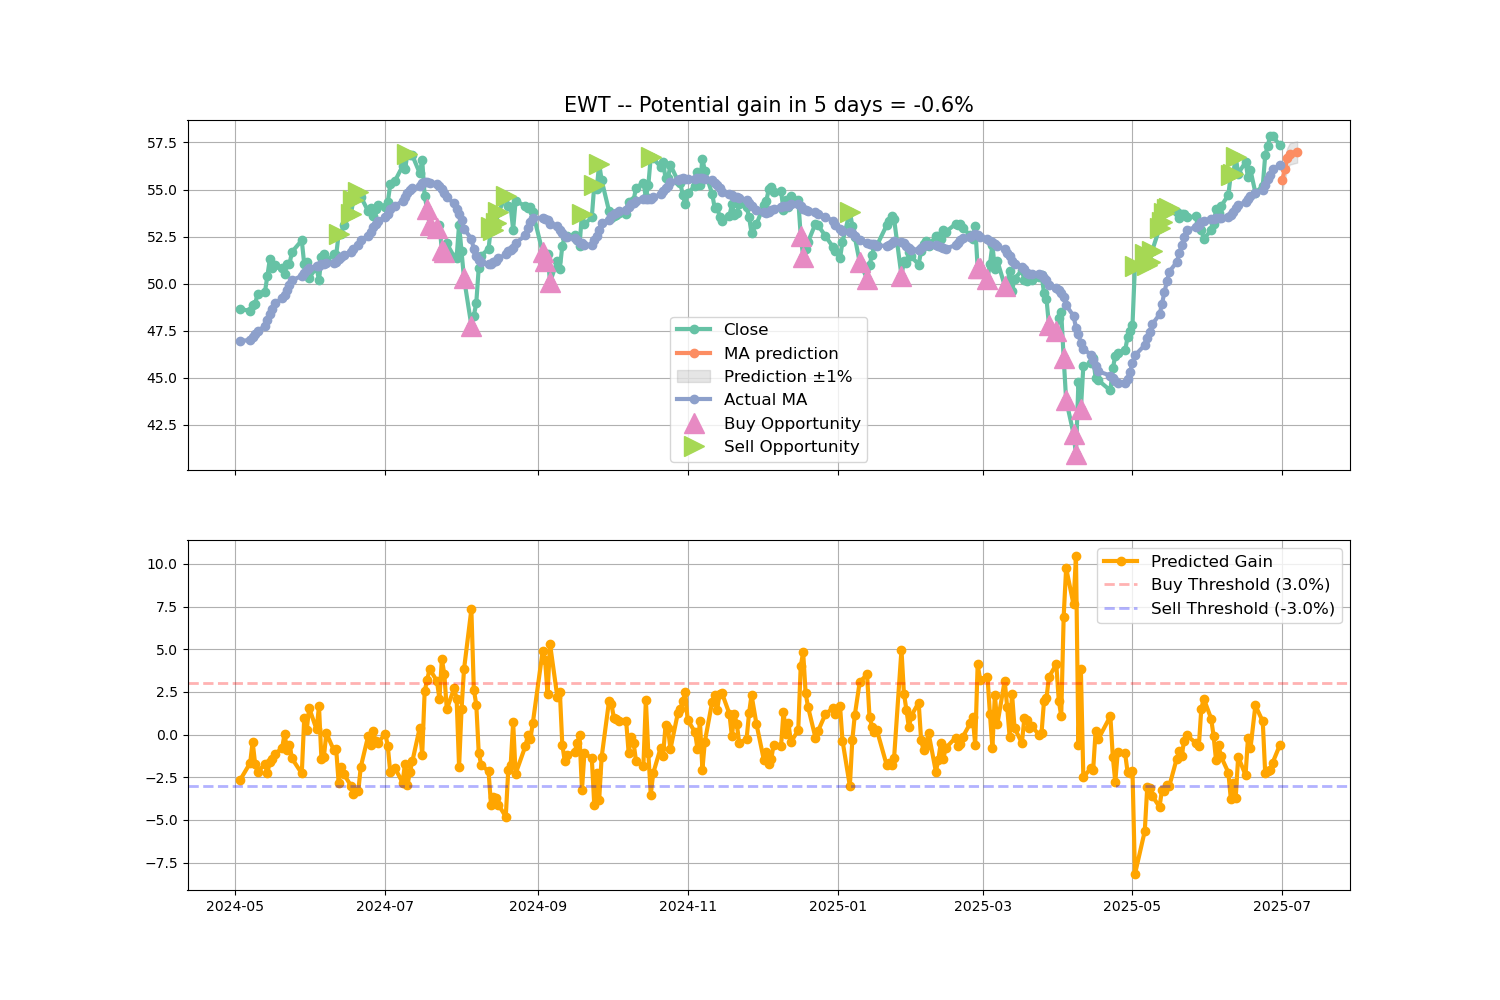 EWT -- Potential gain in 5 days = -0.6%
57.5
55.0
52.5
50.0
47.5
45.0
42.5
Close
MA prediction
Prediction ±1%
Actual MA
Buy Opportunity
Sell Opportunity
10.0
7.5
5.0
2.5
0.0
−2.5
−5.0
−7.5
Predicted Gain
Buy Threshold (3.0%)
Sell Threshold (-3.0%)
2024-05
2024-07
2024-09
2024-11
2025-01
2025-03
2025-05
2025-07